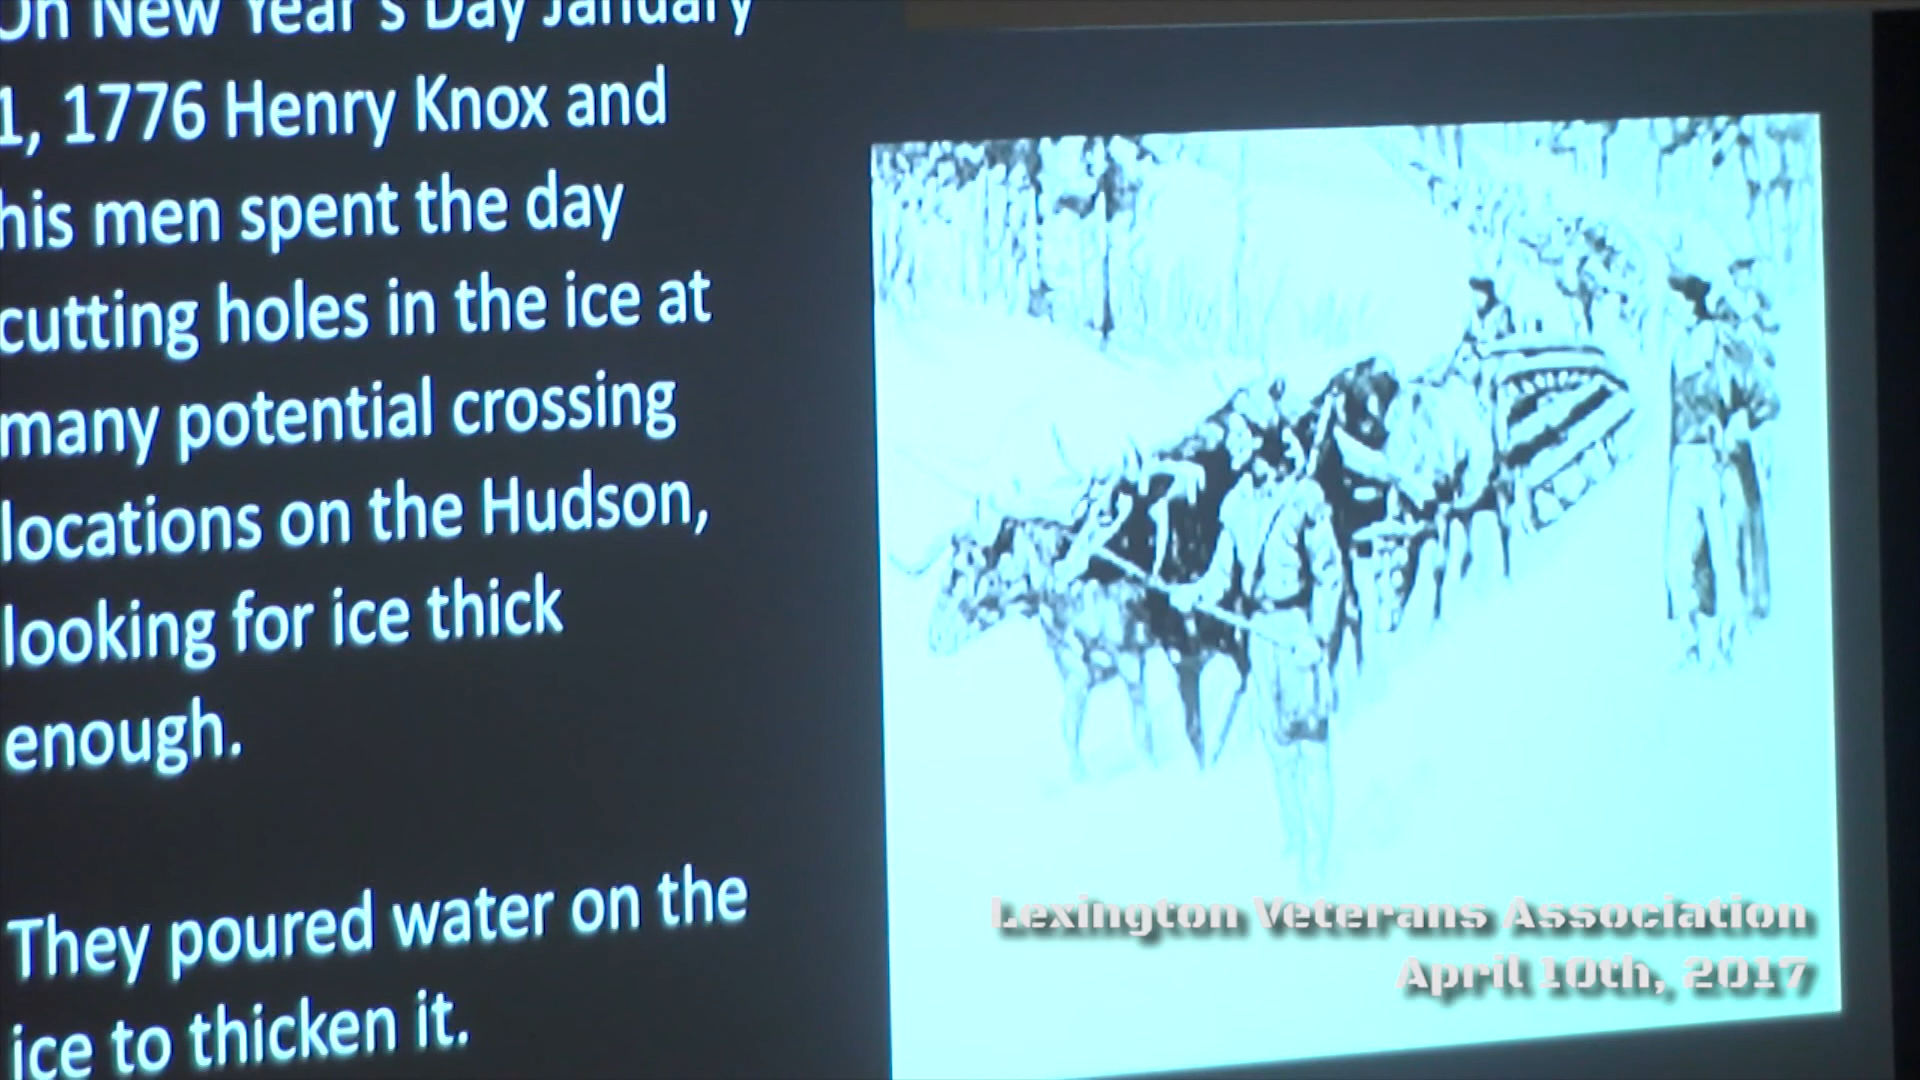 On New Year's Day January
1, 1776 Henry Knox and
his men spent the day
cutting holes in the ice at
many potential crossing
locations on the Hudson,
looking for ice thick
enough.
They poured water on the
ice to thicken it.
Lexington Veterans Association
April 10th, 2017